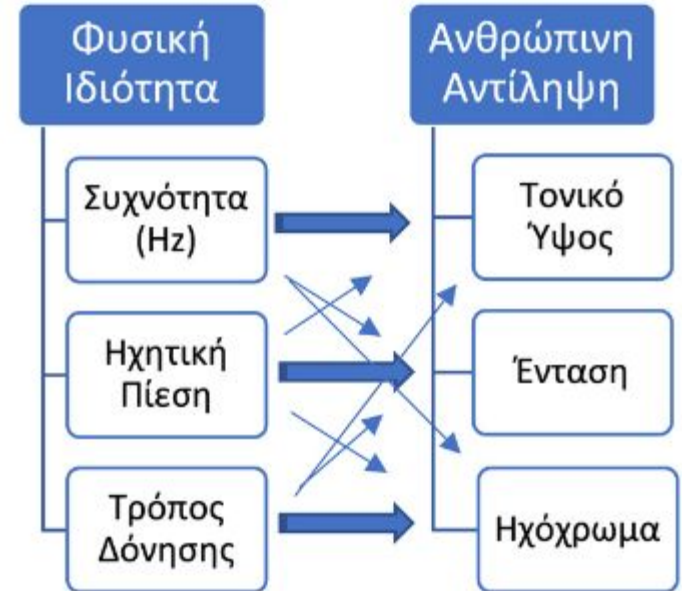 Φυσική
Ιδιότητα
Συχνότητα
(Hz)
Ηχητική
Πίεση
Τρόπος
Δόνησης
Ανθρώπινη
Αντίληψη
Τονικό
Ύψος
Ένταση
Ηχόχρωμα